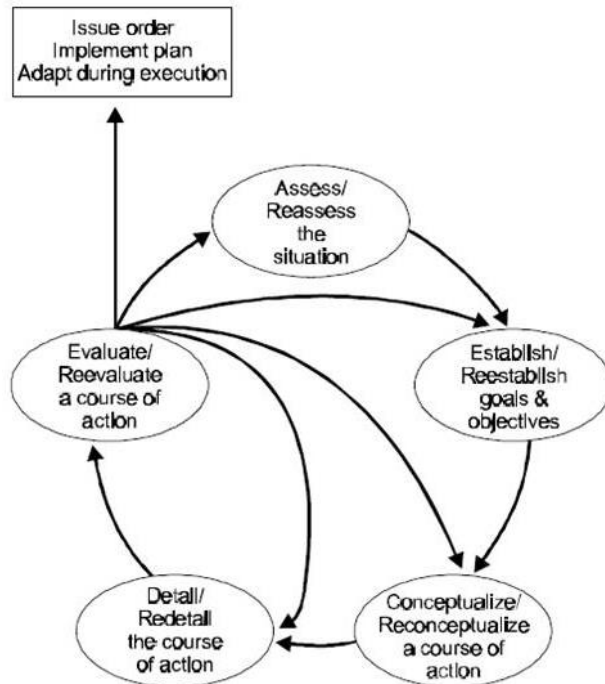 Issue order
Implement plan
Adapt during execution
Assess/
Reassess
the
situation
Evaluate/
Reevaluate
a course of
action
Establish/
Reestablish
goals &
objectives
Detail/
Redetail
the course
of action
Conceptualize/
Reconceptualize
a course of
action